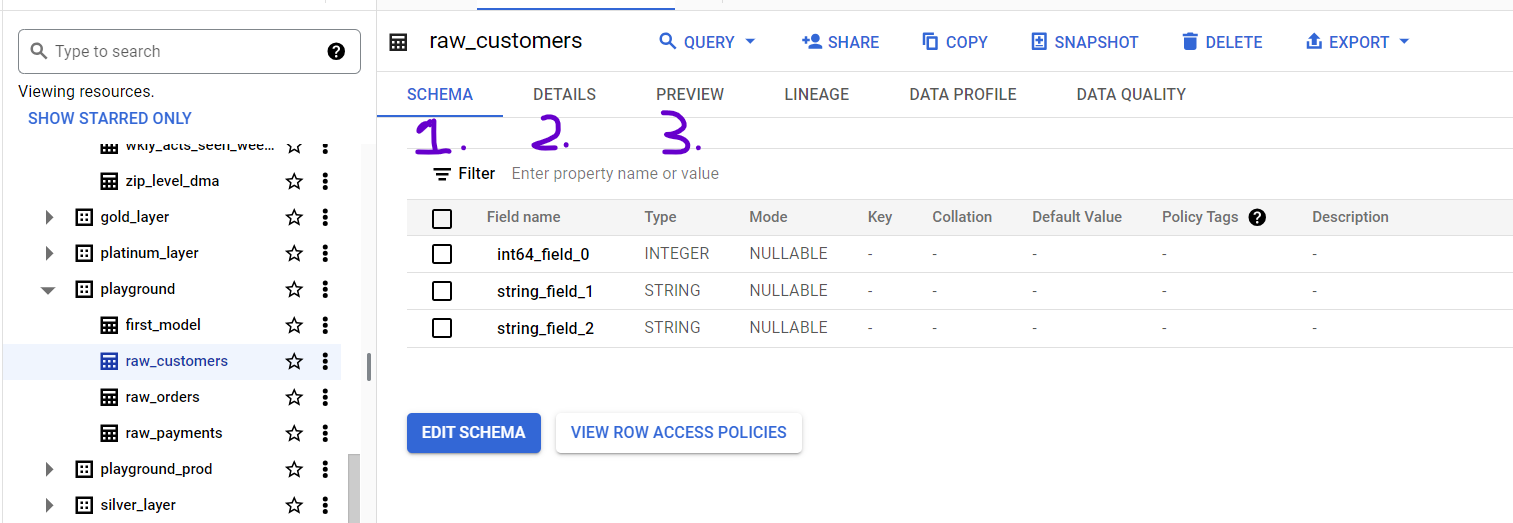 Type to search
Viewing resources.
SHOW STARRED ONLY
wkly_acts_seen_wee...
zip_level_dma
gold_layer
platinum_layer
playground
first_model
raw_customers
raw_orders
raw_payments
playground_prod
silver_layer
raw_customers QUERY SHARE COPY SNAPSHOT DELETE EXPORT
SCHEMA DETAILS PREVIEW LINEAGE DATA PROFILE DATA QUALITY
1. 2. 3.
Filter Enter property name or value
Field name Type Mode Key Collation Default Value Policy Tags Description
int64_field_0 INTEGER NULLABLE - - - - -
string_field_1 STRING NULLABLE - - - - -
string_field_2 STRING NULLABLE - - - - -
EDIT SCHEMA VIEW ROW ACCESS POLICIES